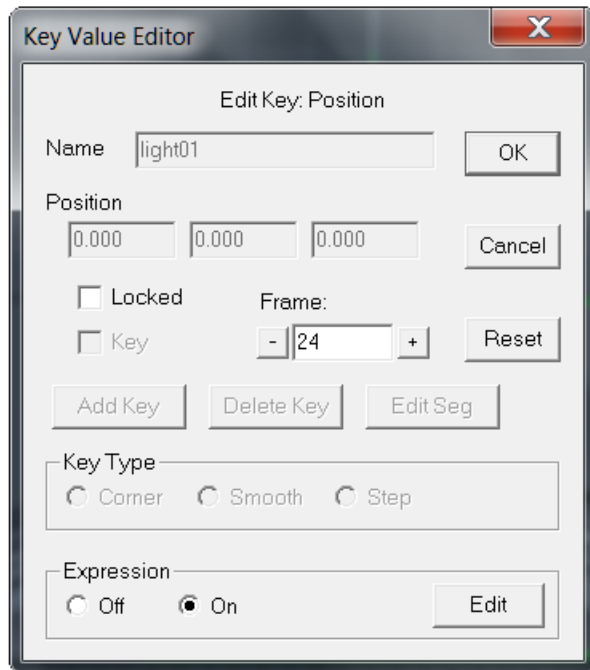 Key Value Editor
Edit Key: Position
Name light01 OK
Position
0.000 0.000 0.000 Cancel
Locked Frame:
Key - 24 + Reset
Add Key Delete Key Edit Seg
Key Type
Corner Smooth Step
Expression
Off On Edit